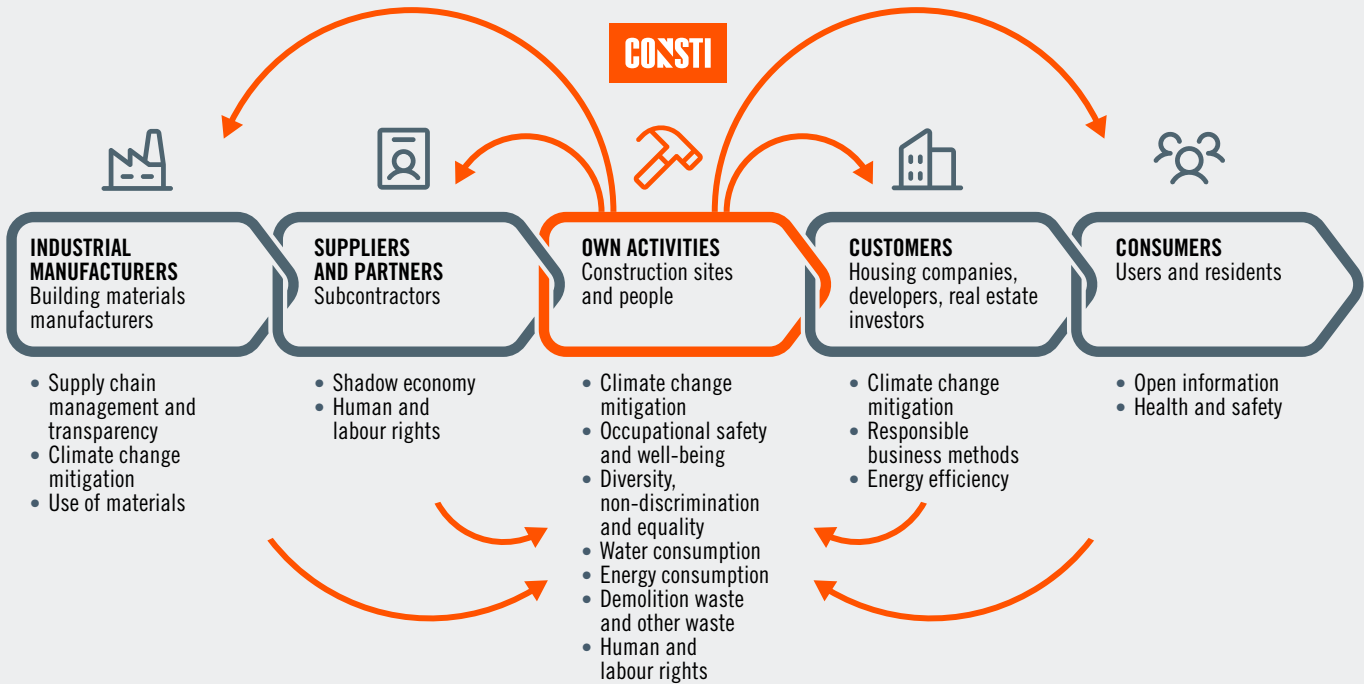 CONSTI
INDUSTRIAL
MANUFACTURERS
Building materials
manufacturers
• Supply chain
management and
transparency
• Climate change
mitigation
• Use of materials
SUPPLIERS
AND PARTNERS
Subcontractors
• Shadow economy
• Human and
labour rights
OWN ACTIVITIES
Construction sites
and people
• Climate change
mitigation
• Occupational safety
and well-being
• Diversity,
non-discrimination
and equality
• Water consumption
• Energy consumption
• Demolition waste
and other waste
• Human and
labour rights
CUSTOMERS
Housing companies,
developers, real estate
investors
• Climate change
mitigation
• Responsible
business methods
• Energy efficiency
CONSUMERS
Users and residents
• Open information
• Health and safety